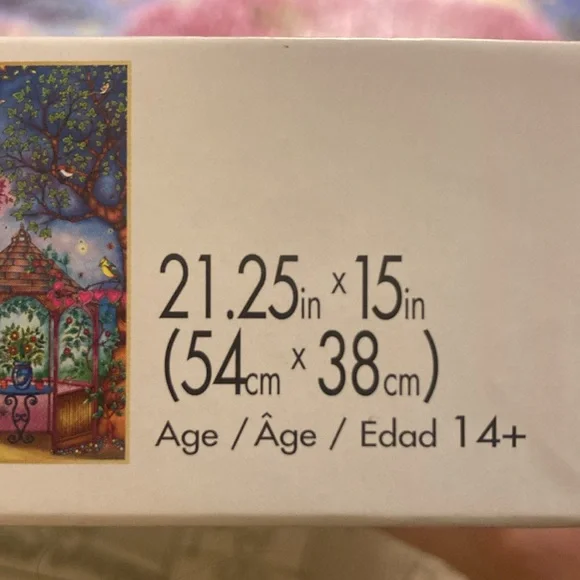 21.25in x 15in
(54cm x 38cm)
Age / Âge / Edad 14+